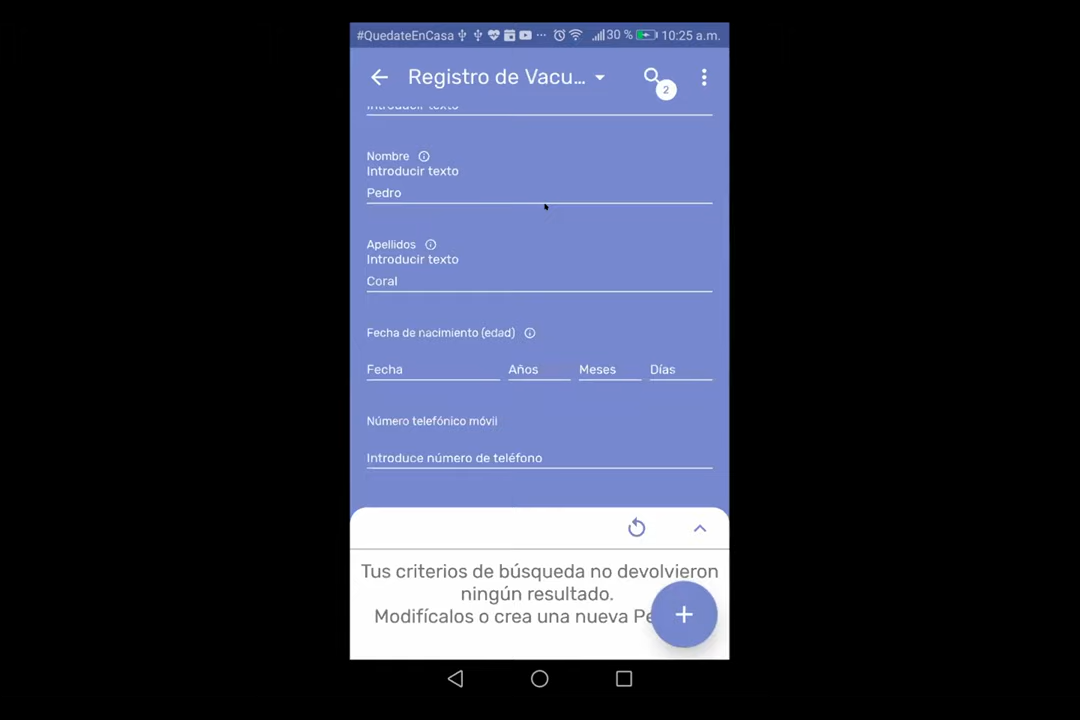 #QuedateEnCasa ... 30 % 10:25 a.m.
Registro de Vacu...
2
Introducir texto
Nombre
Introducir texto
Pedro
Apellidos
Introducir texto
Coral
Fecha de nacimiento (edad)
Fecha Años Meses Días
Número telefónico móvil
Introduce número de teléfono
Tus criterios de búsqueda no devolvieron
ningún resultado.
Modifícalos o crea una nueva Pe